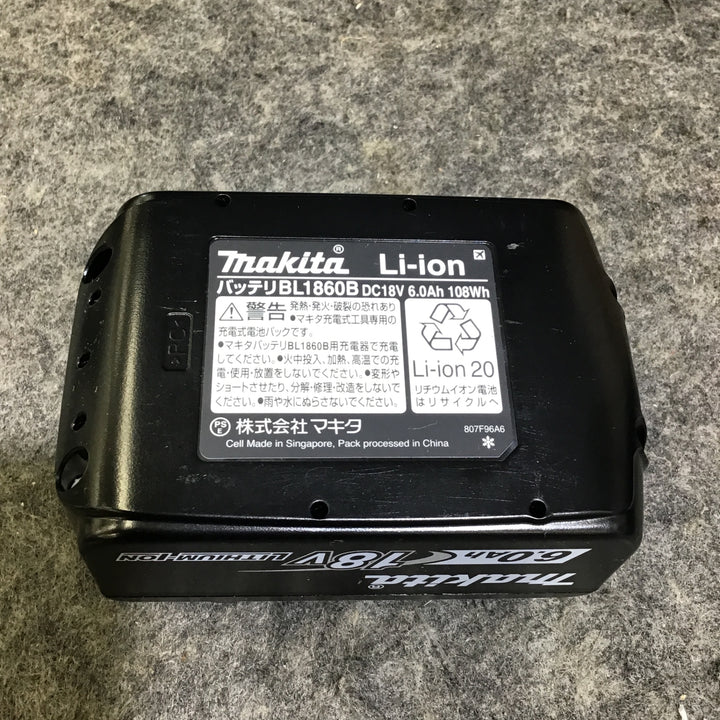 makita® Li-ion
バッテリBL1860B DC18V 6.0Ah 108Wh
警告 発熱・発火・破裂の恐れあり
●マキタ充電式工具専用の
充電式電池パックです。
●マキタバッテリBL1860B用充電器で充電
してください。●火中投入、加熱、高温での充
電・使用・放置をしないでください。●変形や
ショートさせたり、分解・修理・改造をしないで
ください。●雨や水にぬらさないでください。
Li-ion 20
リチウムイオン電池
はリサイクルへ
PS E 株式会社 マキタ
807F96A6
Cell Made in Singapore, Pack processed in China
*
makita® 18V LITHIUM-ION 6.0Ah